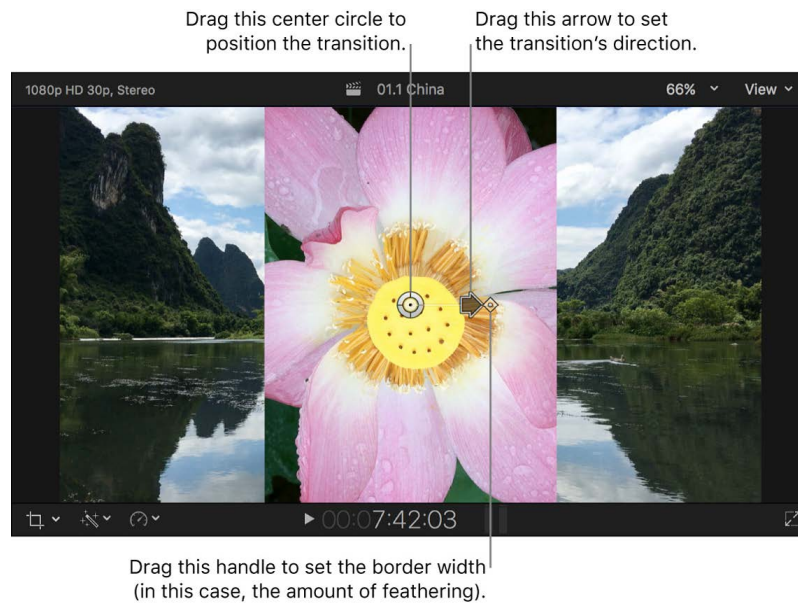 Drag this center circle to
position the transition.
Drag this arrow to set
the transition’s direction.
1080p HD 30p, Stereo
01.1 China
66%
View
00:07:42:03
Drag this handle to set the border width
(in this case, the amount of feathering).